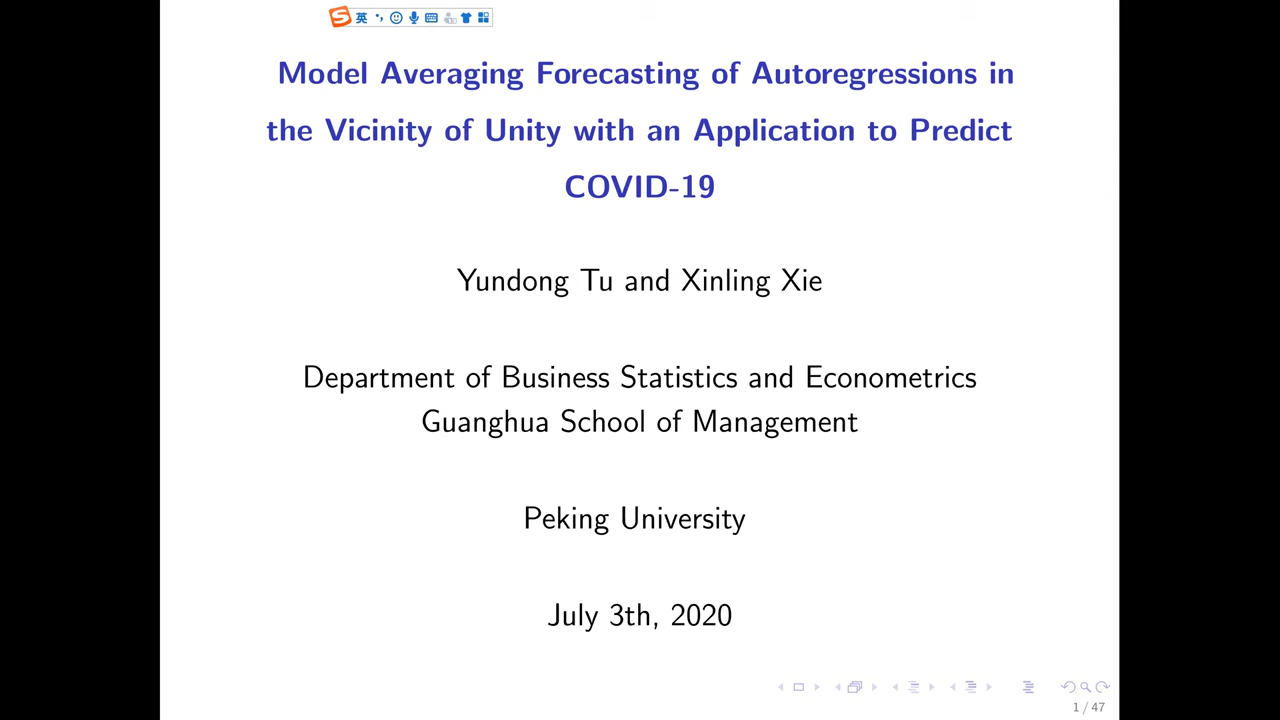 英
Model Averaging Forecasting of Autoregressions in
the Vicinity of Unity with an Application to Predict
COVID-19
Yundong Tu and Xinling Xie
Department of Business Statistics and Econometrics
Guanghua School of Management
Peking University
July 3th, 2020
1 / 47